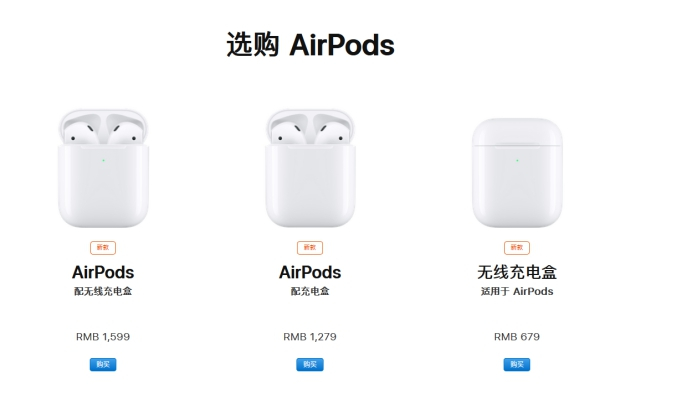 选购 AirPods
新款
AirPods
配无线充电盒
RMB 1,599
购买
新款
AirPods
配充电盒
RMB 1,279
购买
新款
无线充电盒
适用于 AirPods
RMB 679
购买